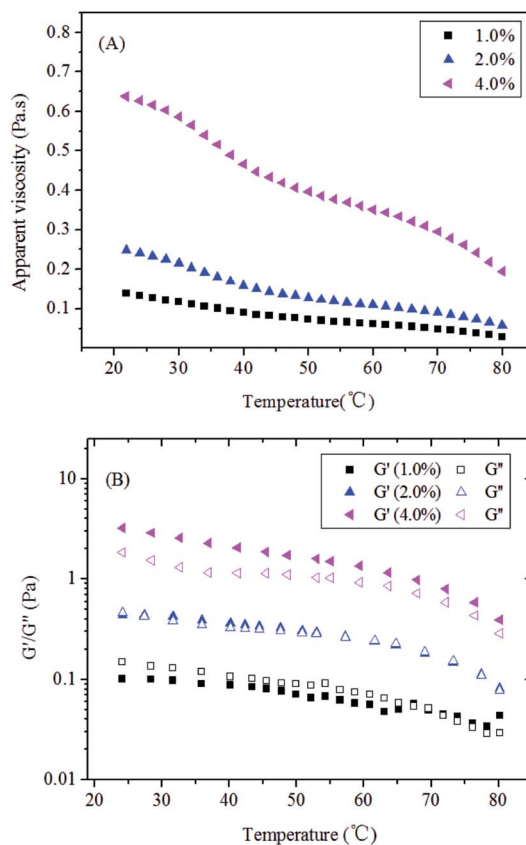 (A)
1.0%
2.0%
4.0%
Apparent viscosity (Pa.s)
0.8
0.7
0.6
0.5
0.4
0.3
0.2
0.1
20 30 40 50 60 70 80
Temperature(℃)
(B)
G' (1.0%) G"
G' (2.0%) G"
G' (4.0%) G"
G'/G" (Pa)
10
1
0.1
0.01
20 30 40 50 60 70 80
Temperature (℃)